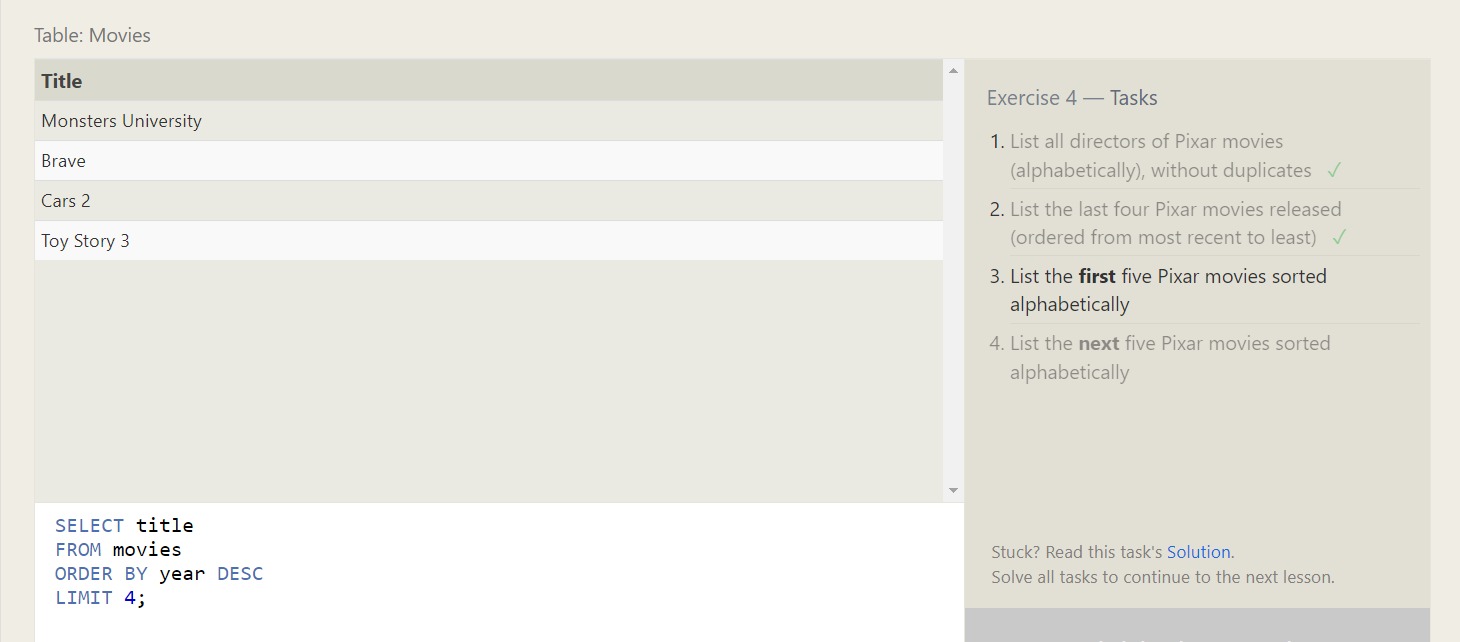 Table: Movies
Title
Monsters University
Brave
Cars 2
Toy Story 3
SELECT title
FROM movies
ORDER BY year DESC
LIMIT 4;
Exercise 4 — Tasks
1. List all directors of Pixar movies
(alphabetically), without duplicates ✓
2. List the last four Pixar movies released
(ordered from most recent to least) ✓
3. List the first five Pixar movies sorted
alphabetically
4. List the next five Pixar movies sorted
alphabetically
Stuck? Read this task's Solution.
Solve all tasks to continue to the next lesson.